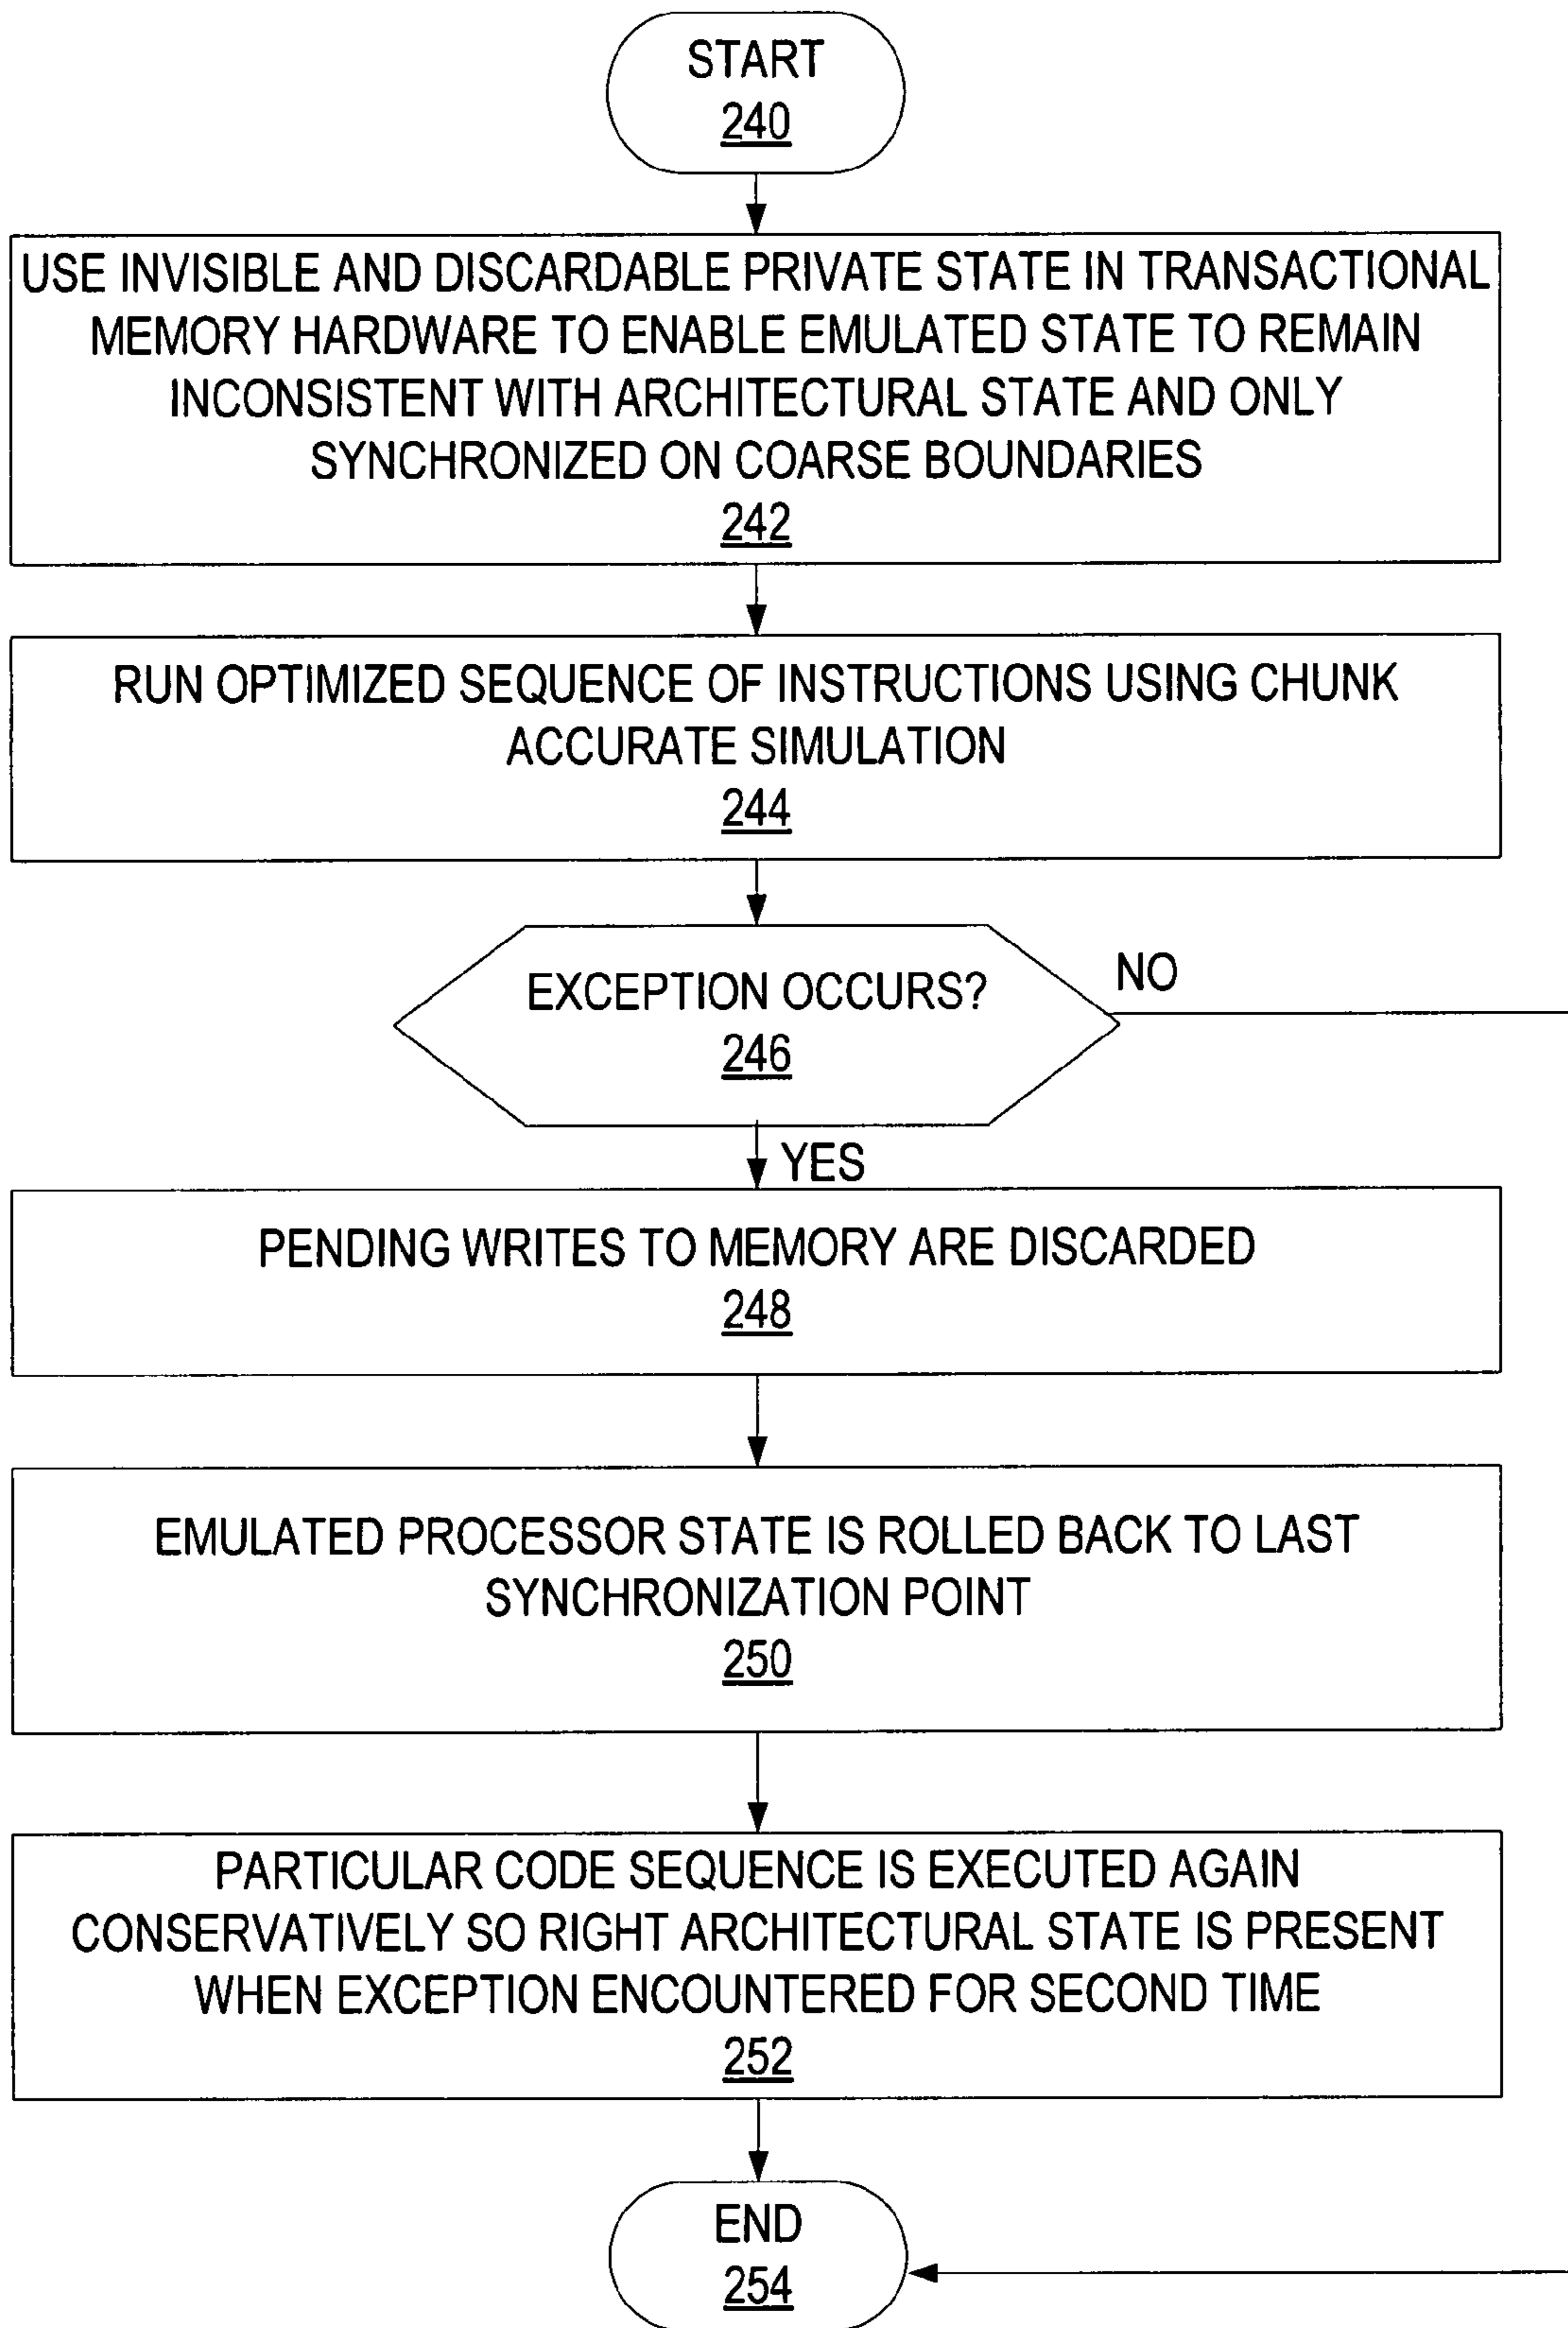 START
240
USE INVISIBLE AND DISCARDABLE PRIVATE STATE IN TRANSACTIONAL
MEMORY HARDWARE TO ENABLE EMULATED STATE TO REMAIN
INCONSISTENT WITH ARCHITECTURAL STATE AND ONLY
SYNCHRONIZED ON COARSE BOUNDARIES
242
RUN OPTIMIZED SEQUENCE OF INSTRUCTIONS USING CHUNK
ACCURATE SIMULATION
244
EXCEPTION OCCURS?
246
NO
YES
PENDING WRITES TO MEMORY ARE DISCARDED
248
EMULATED PROCESSOR STATE IS ROLLED BACK TO LAST
SYNCHRONIZATION POINT
250
PARTICULAR CODE SEQUENCE IS EXECUTED AGAIN
CONSERVATIVELY SO RIGHT ARCHITECTURAL STATE IS PRESENT
WHEN EXCEPTION ENCOUNTERED FOR SECOND TIME
252
END
254